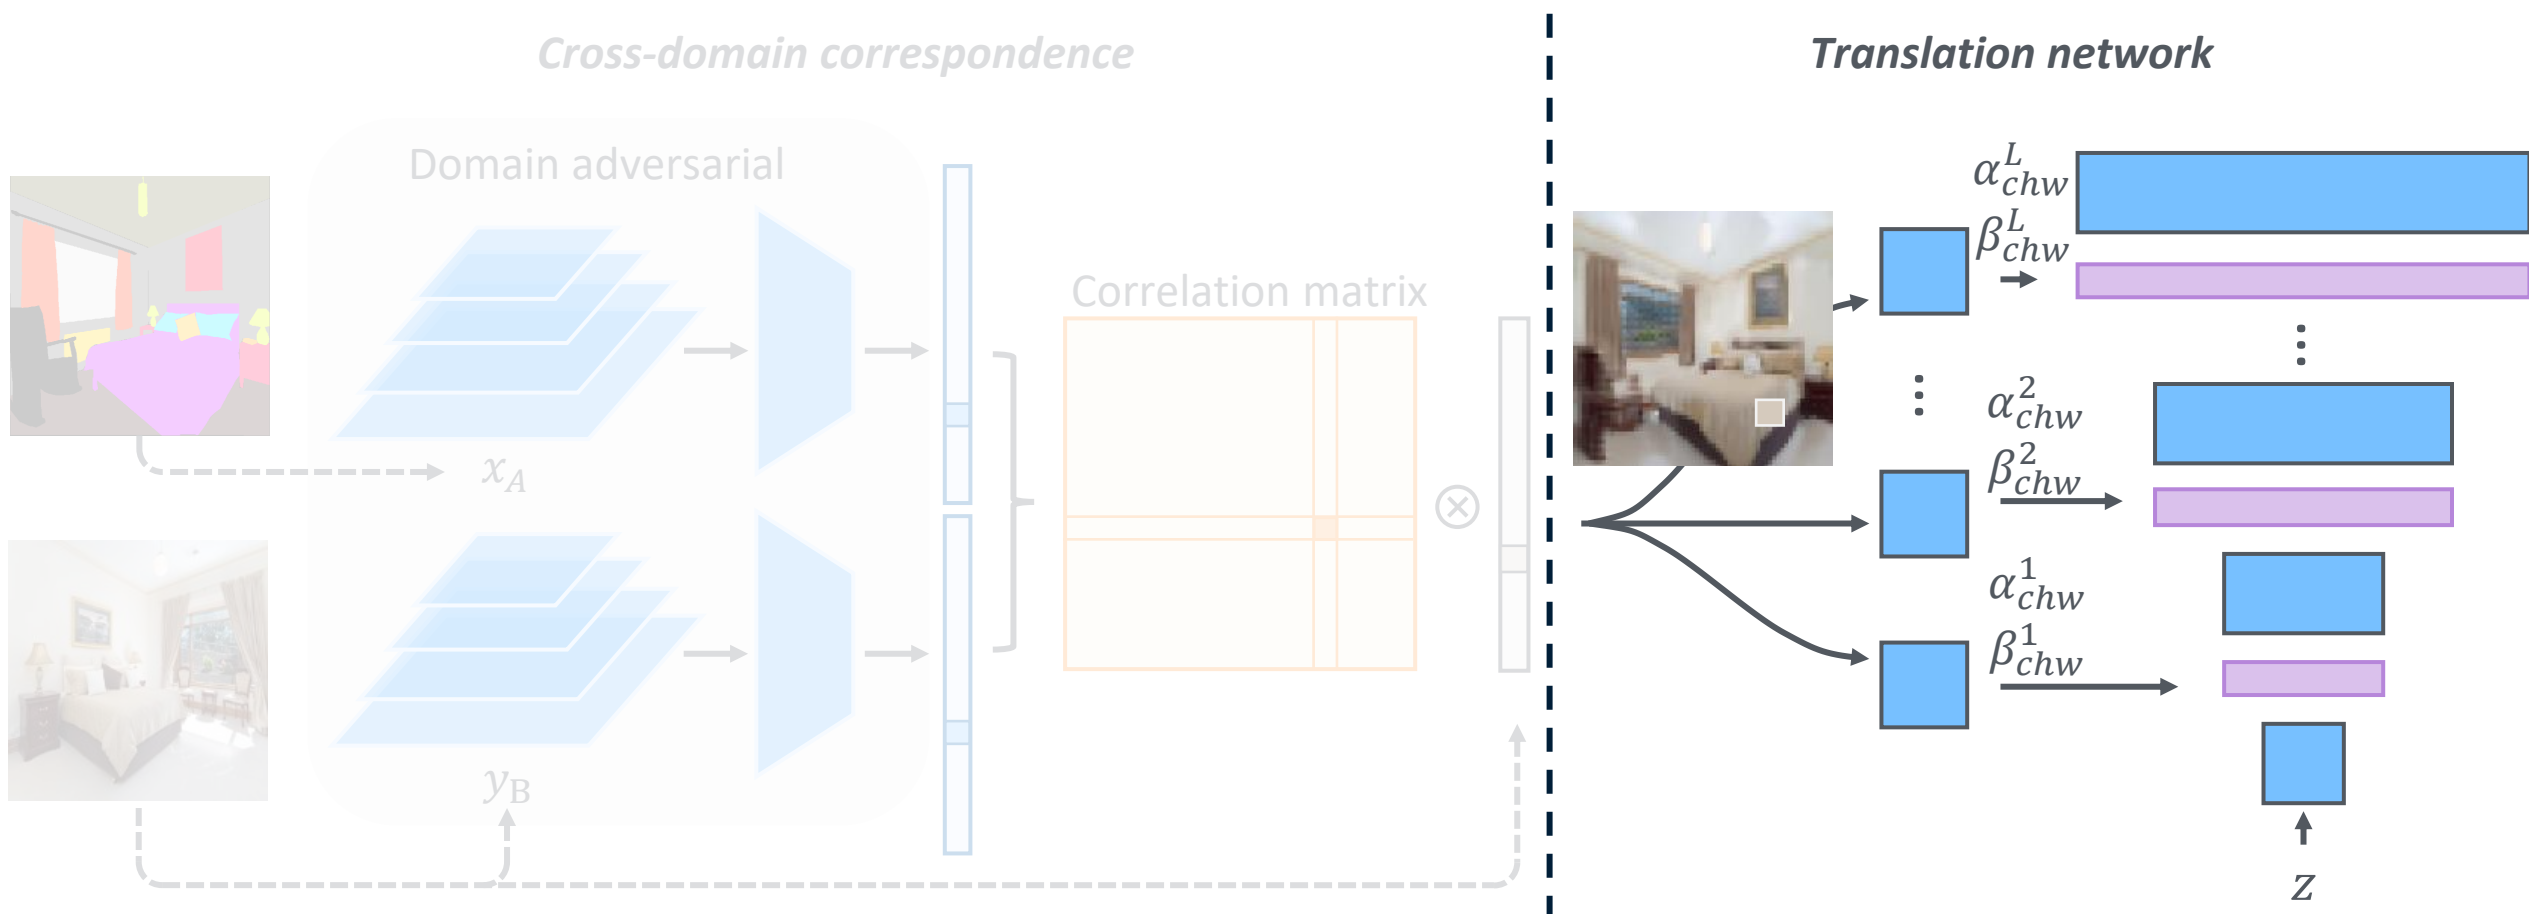 Cross-domain correspondence
Translation network
Domain adversarial
x_A
y_B
Correlation matrix
⊗
α^L_chw
β^L_chw
⋮
⋮
α^2_chw
β^2_chw
α^1_chw
β^1_chw
z